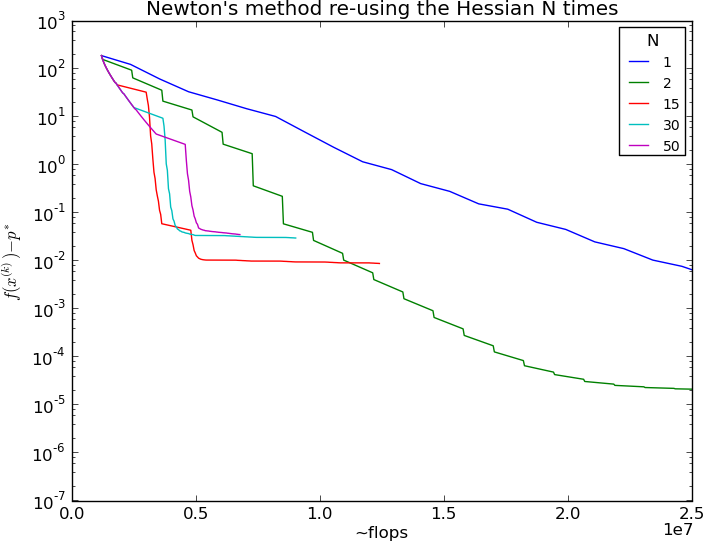 Newton's method re-using the Hessian N times
N
1
2
15
30
50
f(x^(k))−p*
10^3
10^2
10^1
10^0
10^-1
10^-2
10^-3
10^-4
10^-5
10^-6
10^-7
0.0 0.5 1.0 1.5 2.0 2.5
1e7
~flops